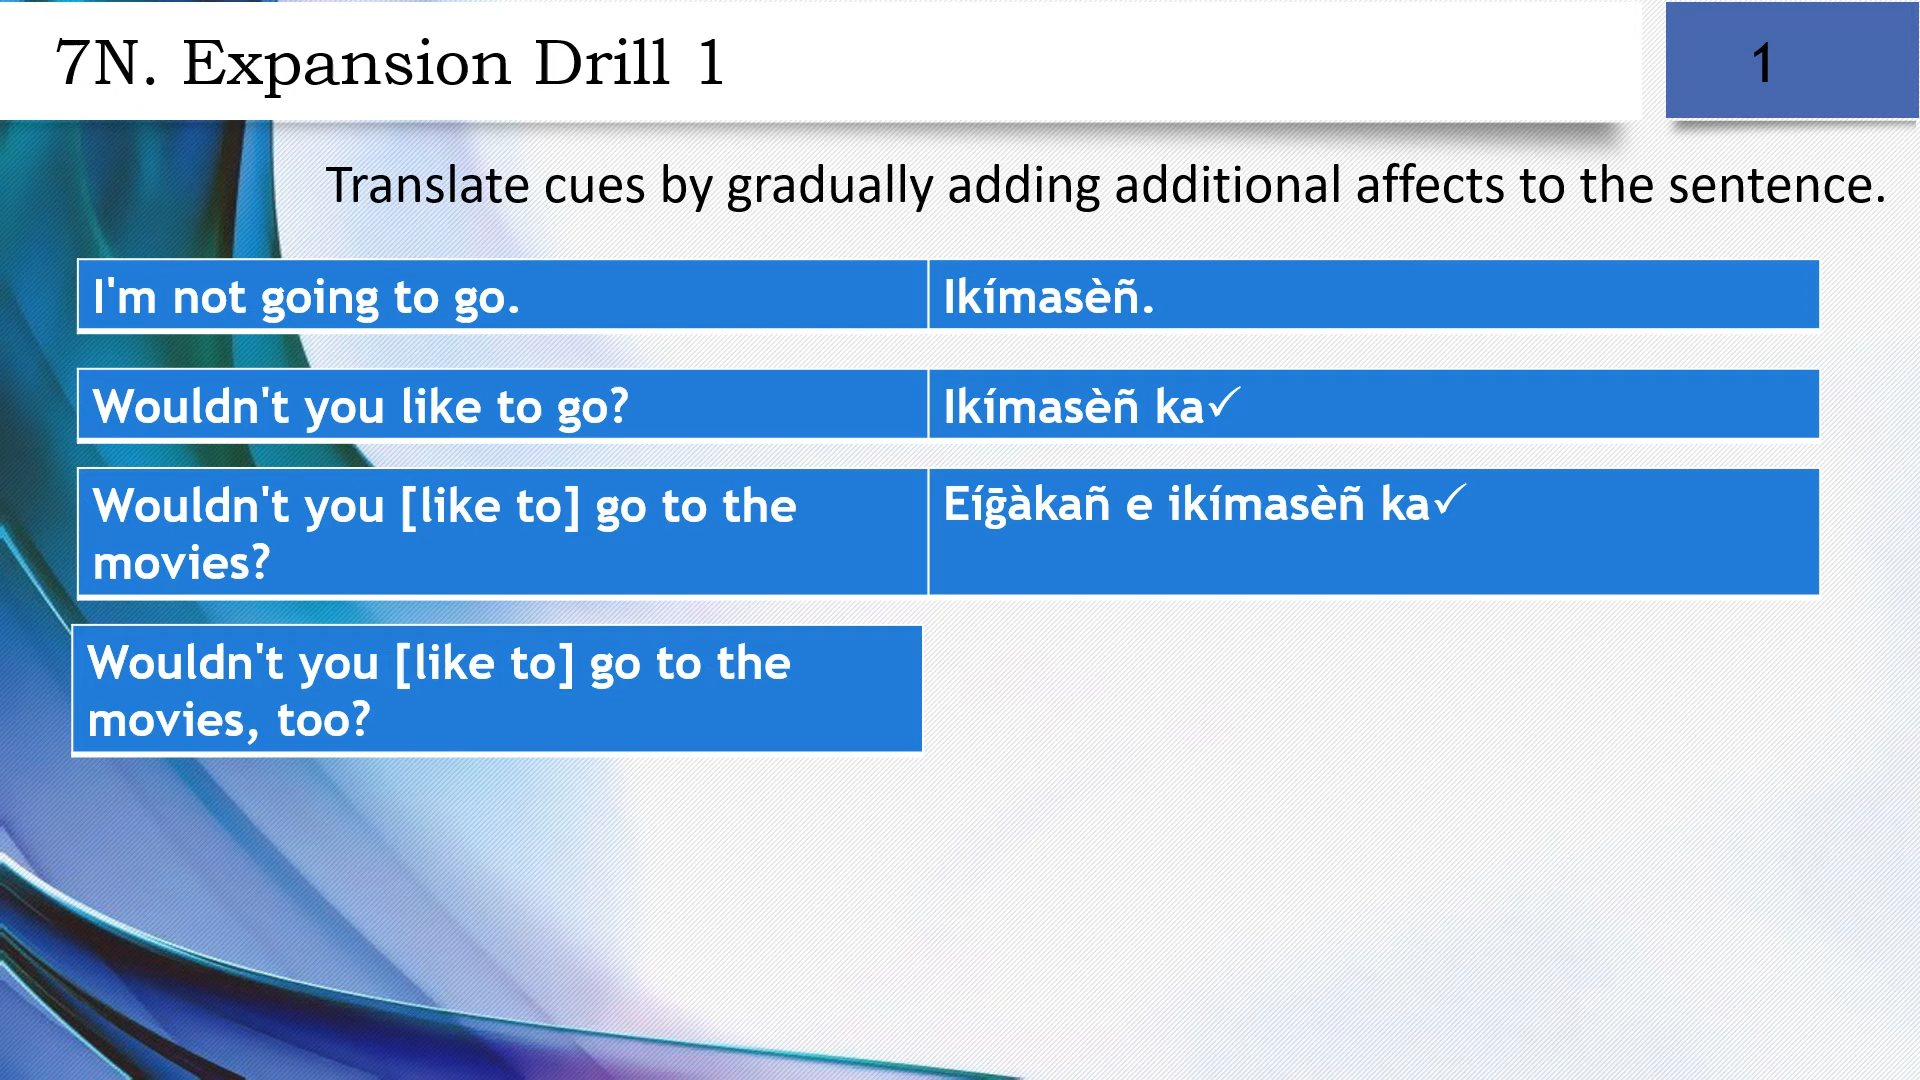 7N. Expansion Drill 1
1
Translate cues by gradually adding additional affects to the sentence.
I'm not going to go.
Ikímasèñ.
Wouldn't you like to go?
Ikímasèñ ka✓
Wouldn't you [like to] go to the
movies?
Eíḡàkañ e ikímasèñ ka✓
Wouldn't you [like to] go to the
movies, too?